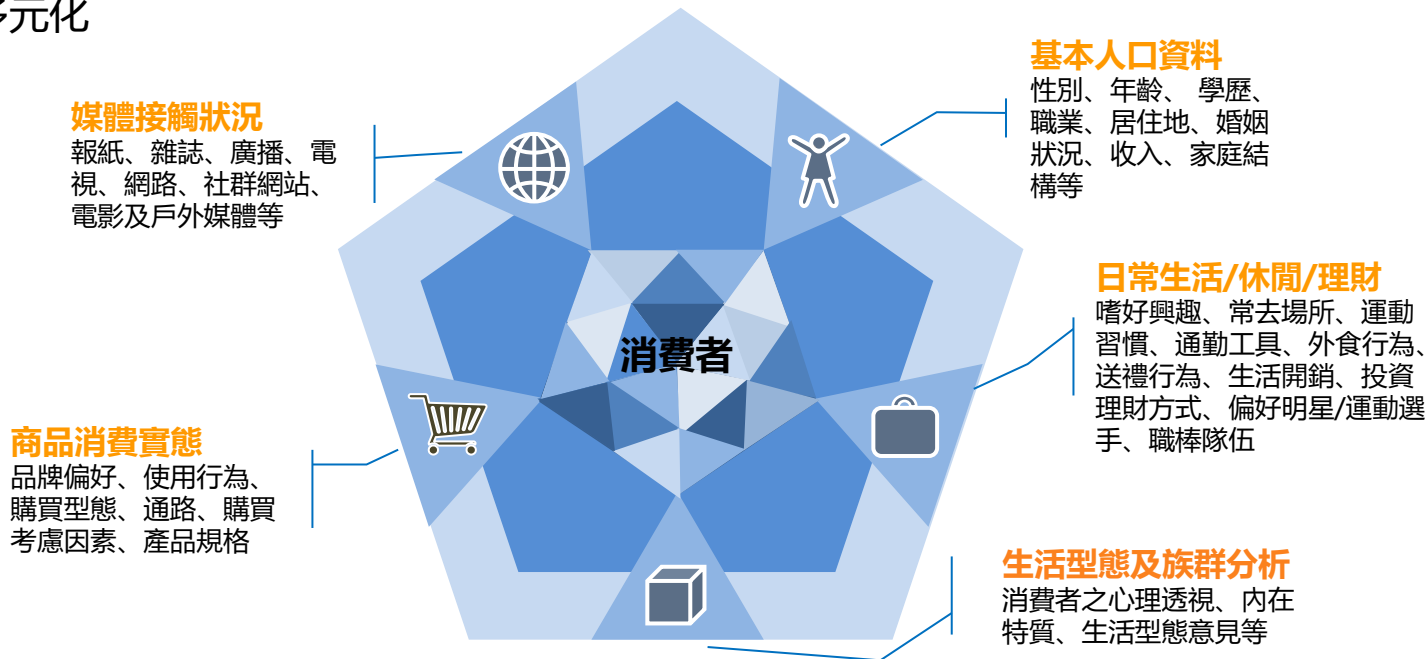 多元化
媒體接觸狀況
報紙、雜誌、廣播、電
視、網路、社群網站、
電影及戶外媒體等
基本人口資料
性別、年齡、 學歷、
職業、居住地、婚姻
狀況、收入、家庭結
構等
日常生活/休閒/理財
嗜好興趣、常去場所、運動
習慣、通勤工具、外食行為、
送禮行為、生活開銷、投資
理財方式、偏好明星/運動選
手、職棒隊伍
消費者
商品消費實態
品牌偏好、使用行為、
購買型態、通路、購買
考慮因素、產品規格
生活型態及族群分析
消費者之心理透視、內在
特質、生活型態意見等